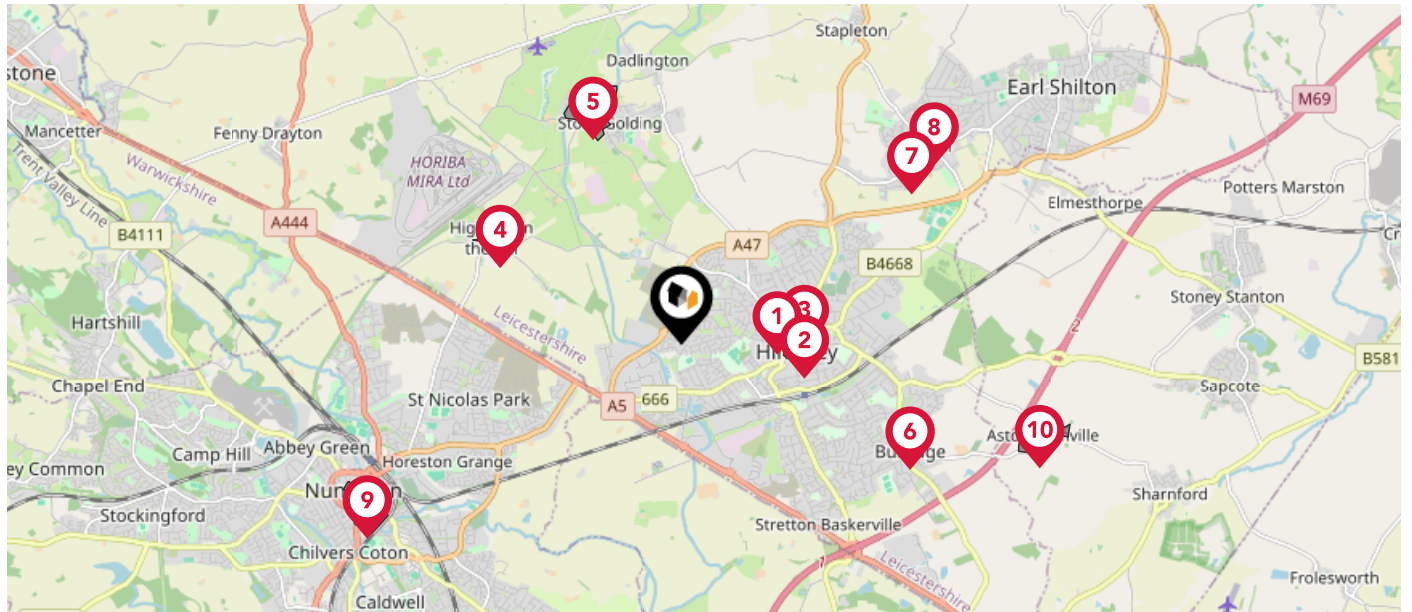 Stapleton
Dadlington
stone
Earl Shilton
M69
5
8
Mancetter
Fenny Drayton
Golding
7
Warwickshire
HORIBA
MIRA Ltd
Trent Valley Line
Potters Marston
Elmesthorpe
A444
4
B4111
A47
B4668
Leicestershire
Stoney Stanton
1
3
2
Hartshill
2
B581
Chapel End
Sapcote
St Nicolas Park
A5
666
6
10
Abbey Green
Camp Hill
Horeston Grange
ey Common
9
Stockingford
Sharnford
Stretton Baskerville
Chilvers Coton
1
Leicestershire
Frolesworth
Caldwell